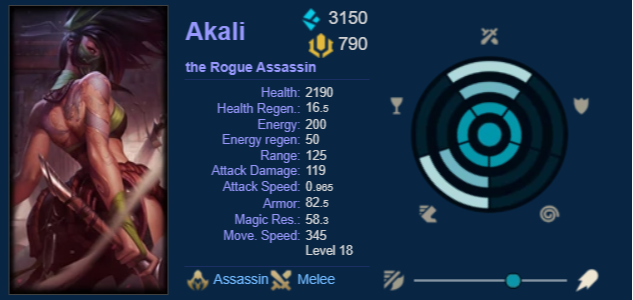 Akali
3150
790
the Rogue Assassin
Health: 2190
Health Regen.: 16.5
Energy: 200
Energy regen: 50
Range: 125
Attack Damage: 119
Attack Speed: 0.965
Armor: 82.5
Magic Res.: 58.3
Move. Speed: 345
Level 18
Assassin Melee